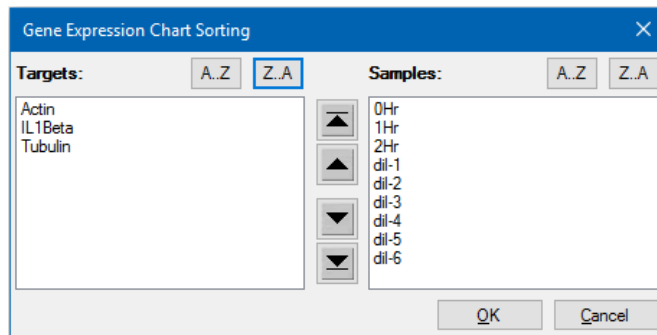 Gene Expression Chart Sorting
Targets:
A..Z
Z..A
Samples:
A..Z
Z..A
Actin
IL1Beta
Tubulin
0Hr
1Hr
2Hr
dil-1
dil-2
dil-3
dil-4
dil-5
dil-6
OK
Cancel